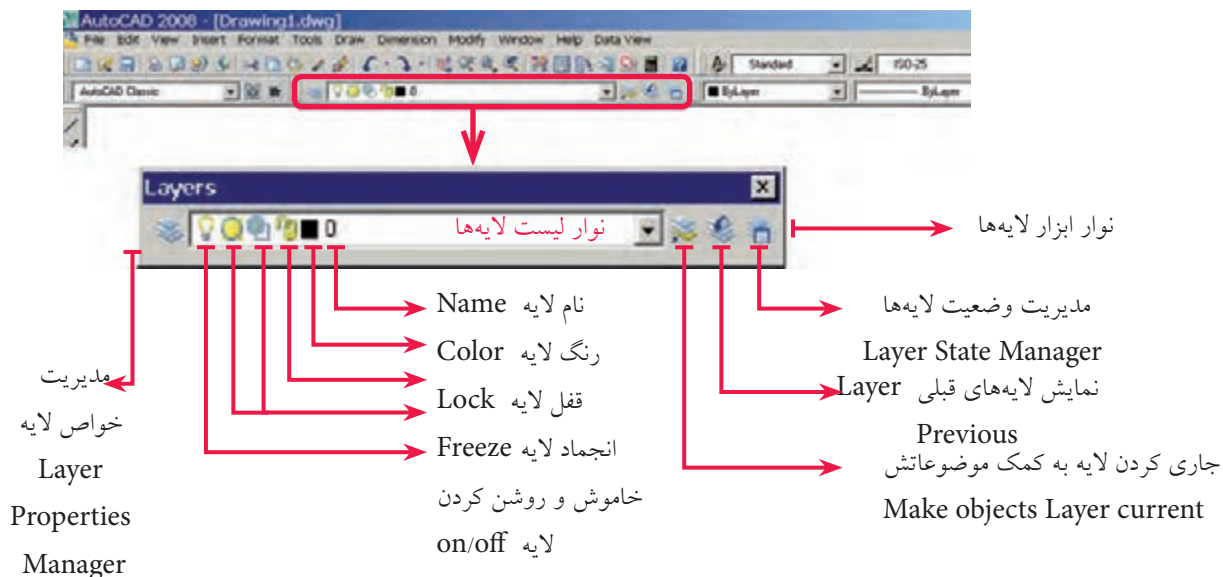 AutoCAD 2008 - [Drawing1.dwg]
File Edit View Insert Format Tools Draw Dimension Modify Window Help Data View
Standard ISO-25
AutoCAD Classic 0 ByLayer ByLayer
Layers
0 نوار لیست لایه‌ها
نوار ابزار لایه‌ها
نام لایه Name
رنگ لایه Color
قفل لایه Lock
انجماد لایه Freeze
خاموش و روشن کردن
لایه on/off
مدیریت
خواص لایه
Layer
Properties
Manager
مدیریت وضعیت لایه‌ها
Layer State Manager
نمایش لایه‌های قبلی Layer
Previous
جاری کردن لایه به کمک موضوعاتش
Make objects Layer current